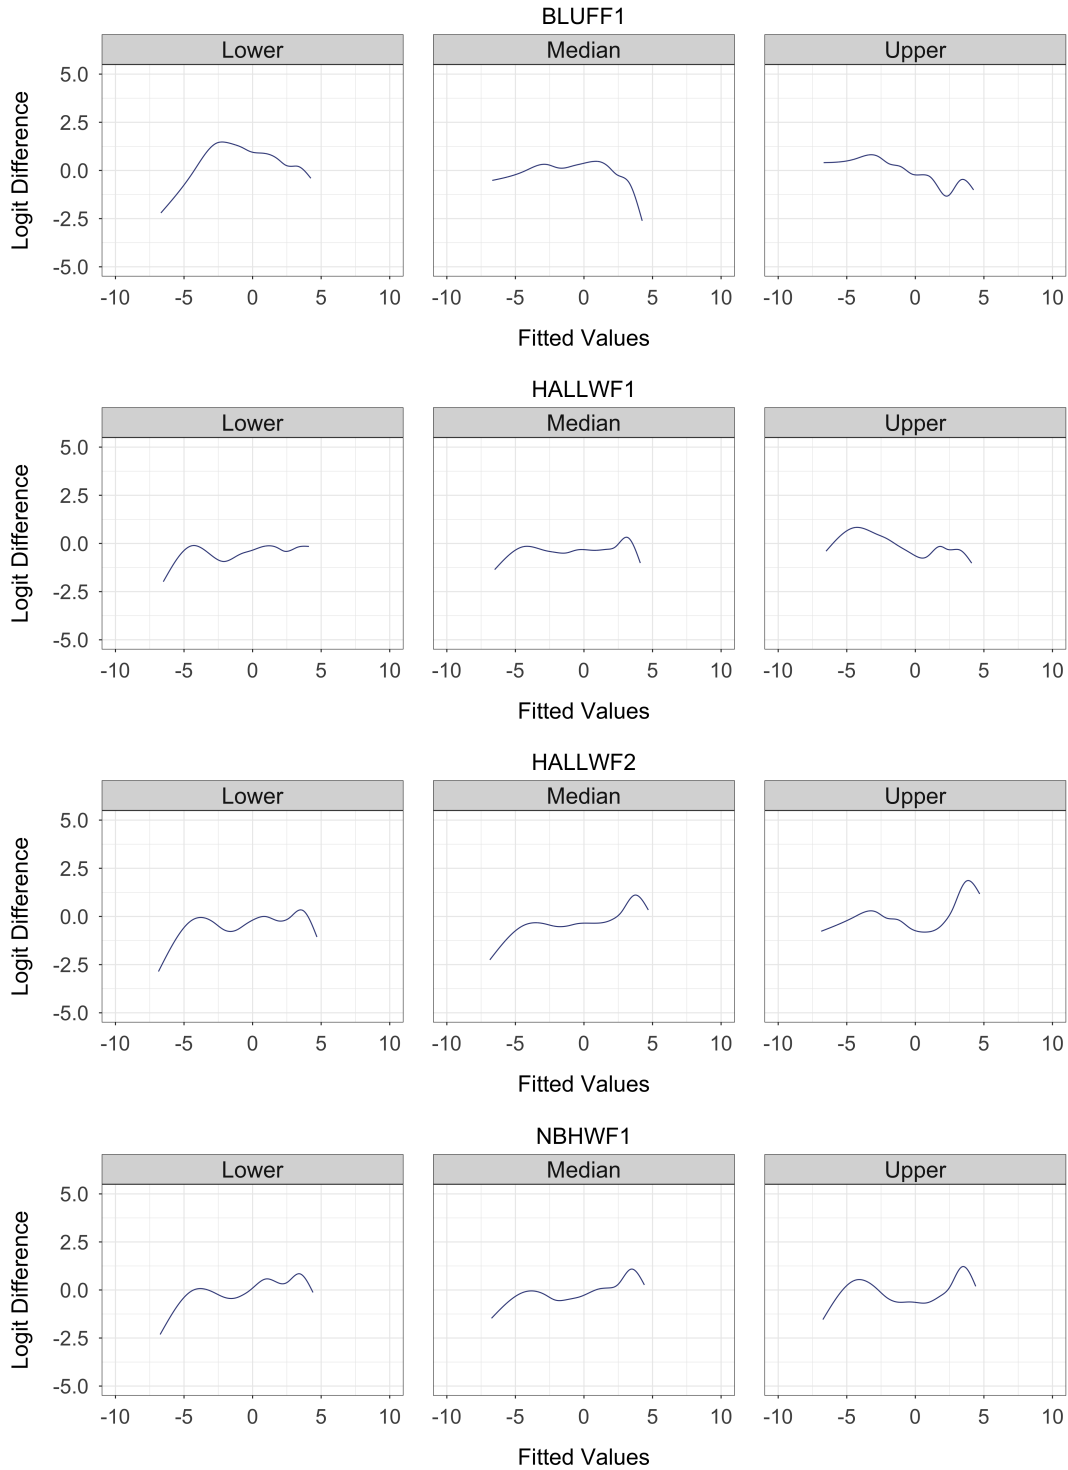 BLUFF1
Lower Median Upper
Logit Difference
5.0
2.5
0.0
-2.5
-5.0
-10 -5 0 5 10 -10 -5 0 5 10 -10 -5 0 5 10
Fitted Values
HALLWF1
Lower Median Upper
Logit Difference
5.0
2.5
0.0
-2.5
-5.0
-10 -5 0 5 10 -10 -5 0 5 10 -10 -5 0 5 10
Fitted Values
HALLWF2
Lower Median Upper
Logit Difference
5.0
2.5
0.0
-2.5
-5.0
-10 -5 0 5 10 -10 -5 0 5 10 -10 -5 0 5 10
Fitted Values
NBHWF1
Lower Median Upper
Logit Difference
5.0
2.5
0.0
-2.5
-5.0
-10 -5 0 5 10 -10 -5 0 5 10 -10 -5 0 5 10
Fitted Values